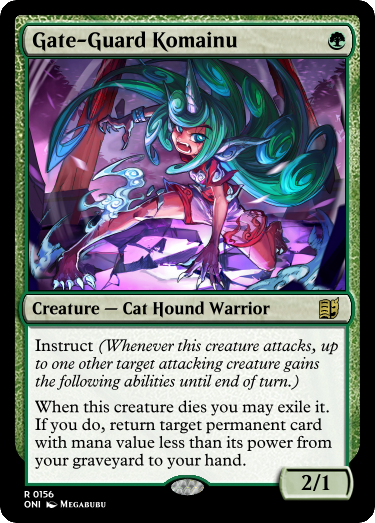 Gate-Guard Komainu
Creature — Cat Hound Warrior
Instruct (Whenever this creature attacks, up
to one other target attacking creature gains
the following abilities until end of turn.)
When this creature dies you may exile it.
If you do, return target permanent card
with mana value less than its power from
your graveyard to your hand.
2/1
R 0156
ONI Megabubu